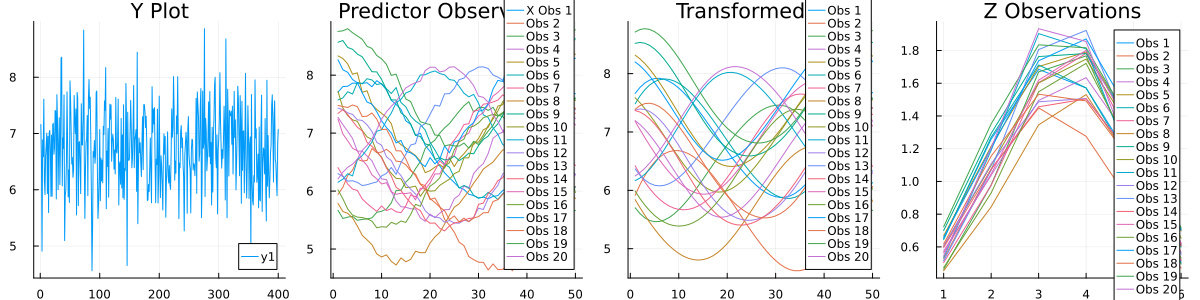 Y Plot
8
7
6
5
0
100
200
300
400
y1
Predictor Observ
8
7
6
5
0
10
20
30
50
X Obs 1
Obs 2
Obs 3
Obs 4
Obs 5
Obs 6
Obs 7
Obs 8
Obs 9
Obs 10
Obs 11
Obs 12
Obs 13
Obs 14
Obs 15
Obs 16
Obs 17
Obs 18
Obs 19
Obs 20
Transformed
8
7
6
5
0
10
20
30
40
50
Obs 1
Obs 2
Obs 3
Obs 4
Obs 5
Obs 6
Obs 7
Obs 8
Obs 9
Obs 10
Obs 11
Obs 12
Obs 13
Obs 14
Obs 15
Obs 16
Obs 17
Obs 18
Obs 19
Obs 20
Z Observations
1.8
1.6
1.4
1.2
1.0
0.8
0.6
1
2
3
4
Obs 1
Obs 2
Obs 3
Obs 4
Obs 5
Obs 6
Obs 7
Obs 8
Obs 9
Obs 10
Obs 11
Obs 12
Obs 13
Obs 14
Obs 15
Obs 16
Obs 17
Obs 18
Obs 19
Obs 20